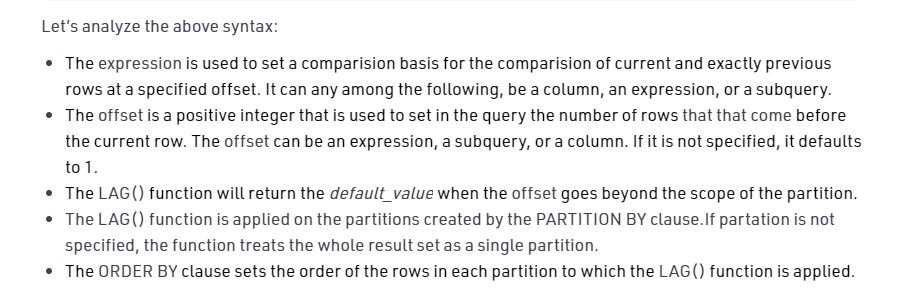 Let's analyze the above syntax:
• The expression is used to set a comparision basis for the comparision of current and exactly previous
rows at a specified offset. It can any among the following, be a column, an expression, or a subquery.
• The offset is a positive integer that is used to set in the query the number of rows that that come before
the current row. The offset can be an expression, a subquery, or a column. If it is not specified, it defaults
to 1.
• The LAG() function will return the default_value when the offset goes beyond the scope of the partition.
• The LAG() function is applied on the partitions created by the PARTITION BY clause.If partation is not
specified, the function treats the whole result set as a single partition.
• The ORDER BY clause sets the order of the rows in each partition to which the LAG() function is applied.